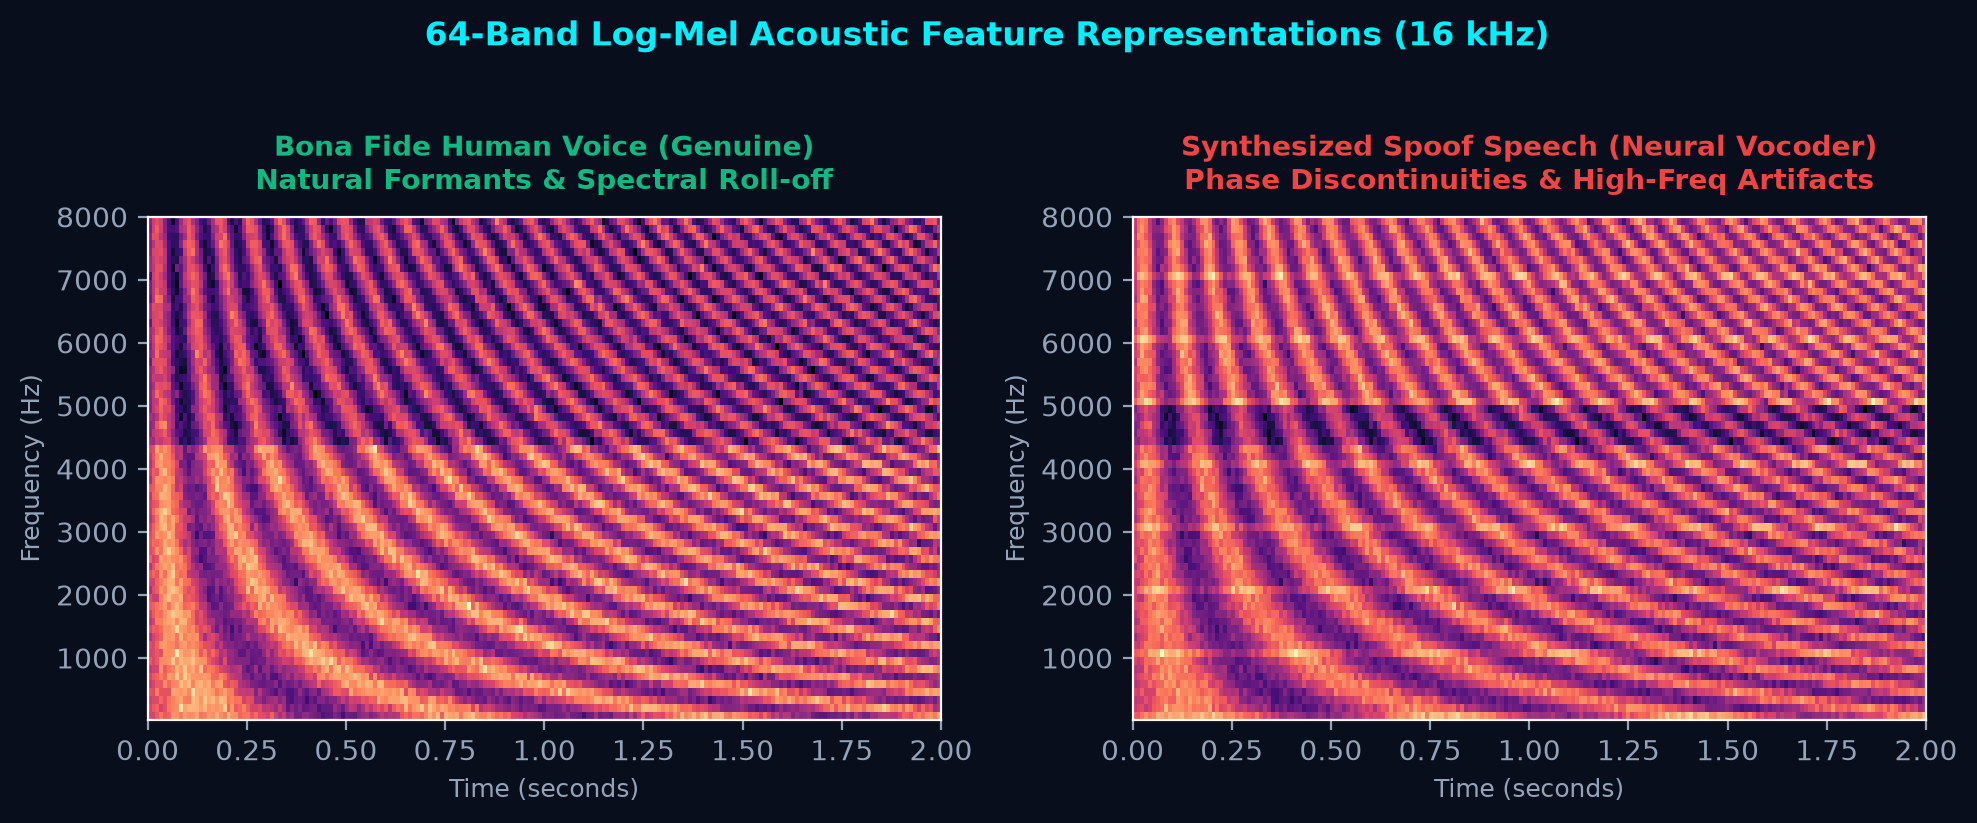 64-Band Log-Mel Acoustic Feature Representations (16 kHz)
Bona Fide Human Voice (Genuine)
Natural Formants & Spectral Roll-off
8000
7000
6000
5000
4000
3000
2000
1000
Frequency (Hz)
0.00 0.25 0.50 0.75 1.00 1.25 1.50 1.75 2.00
Time (seconds)
Synthesized Spoof Speech (Neural Vocoder)
Phase Discontinuities & High-Freq Artifacts
8000
7000
6000
5000
4000
3000
2000
1000
Frequency (Hz)
0.00 0.25 0.50 0.75 1.00 1.25 1.50 1.75 2.00
Time (seconds)